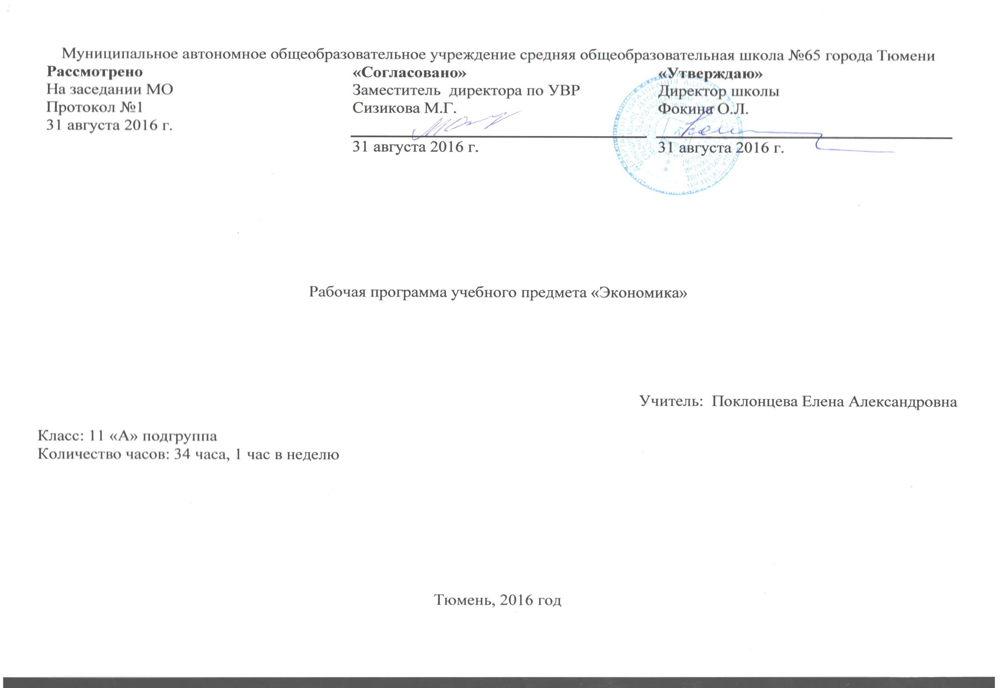 Муниципальное автономное общеобразовательное учреждение средняя общеобразовательная школа №65 города Тюмени
Рассмотрено
На заседании МО
Протокол №1
31 августа 2016 г.
«Согласовано»
Заместитель  директора по УВР
Сизикова М.Г.
31 августа 2016 г.
«Утверждаю»
Директор школы
Фокина О.Л.
31 августа 2016 г.
Рабочая программа учебного предмета «Экономика»
Учитель:  Поклонцева Елена Александровна
Класс: 11 «А» подгруппа
Количество часов: 34 часа, 1 час в неделю
Тюмень, 2016 год